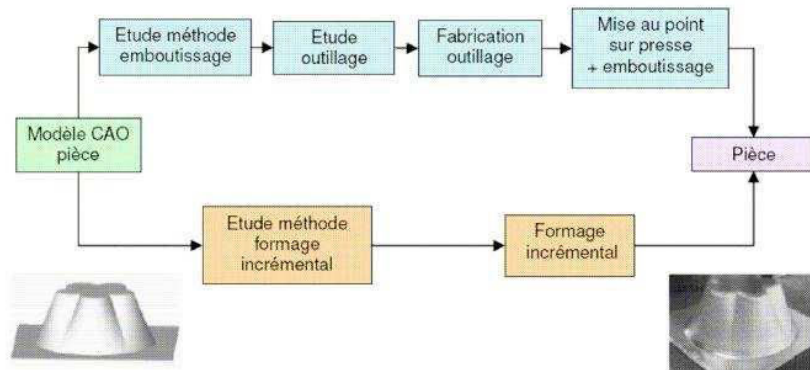 Etude méthode
emboutissage
Etude
outillage
Fabrication
outillage
Mise au point
sur presse
+ emboutissage
Modèle CAO
pièce
Pièce
Etude méthode
formage
incrémental
Formage
incrémental